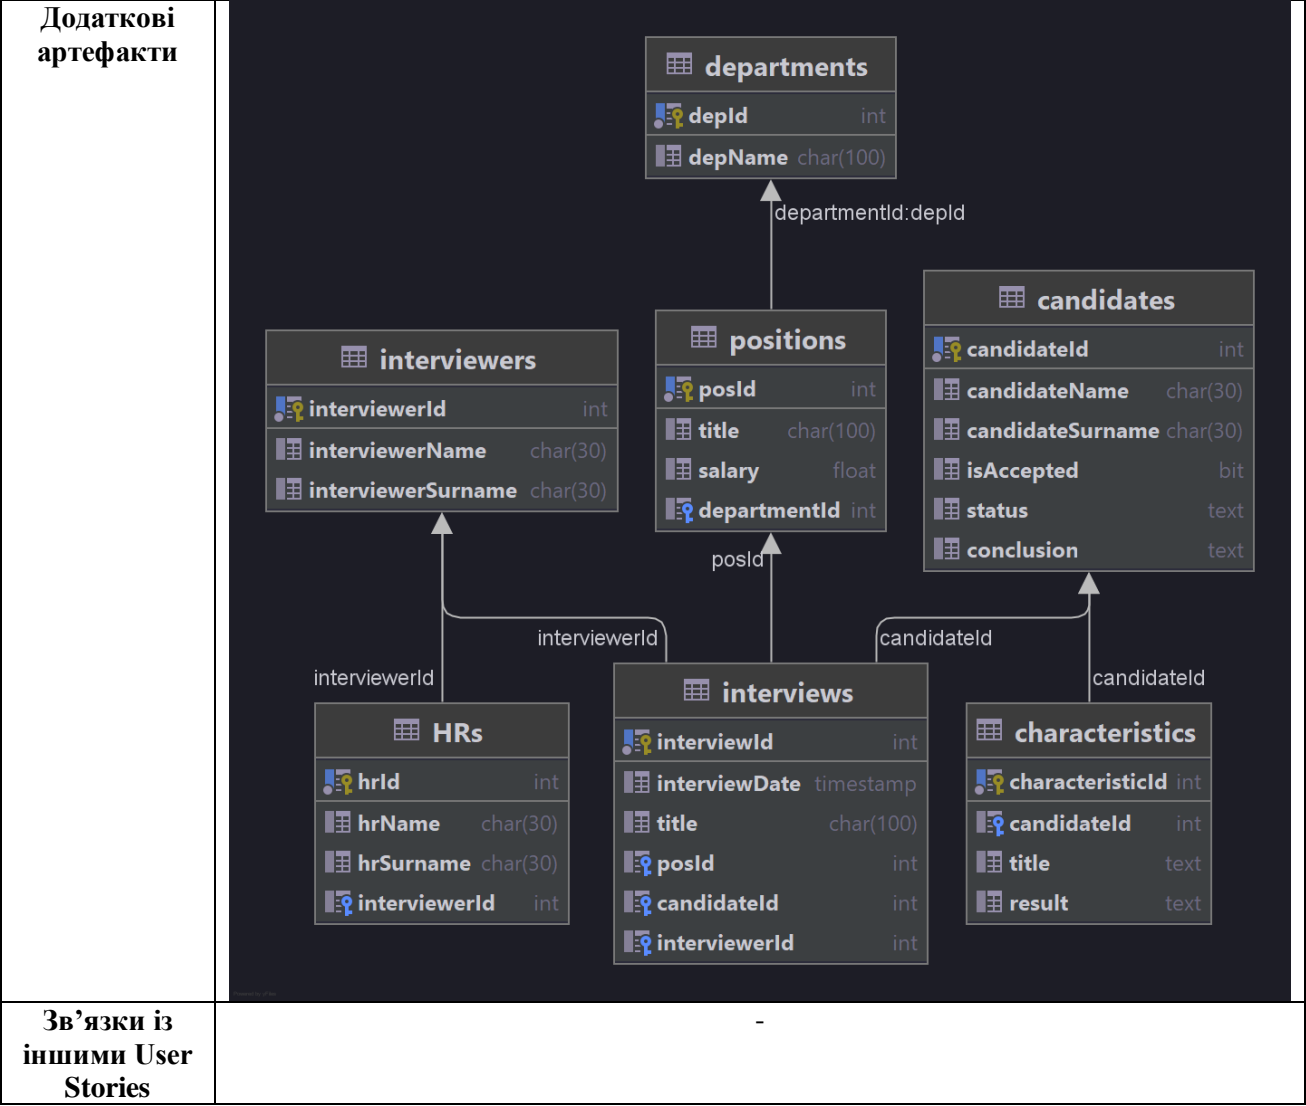 Додаткові
артефакти
departments
depId int
depName char(100)
departmentId:depId
candidates
candidateId int
candidateName char(30)
candidateSurname char(30)
isAccepted bit
status text
conclusion text
positions
posId int
title char(100)
salary float
departmentId int
interviewers
interviewerId int
interviewerName char(30)
interviewerSurname char(30)
posId
interviewerId
candidateId
interviewerId
candidateId
interviews
interviewId int
interviewDate timestamp
title char(100)
posId int
candidateId int
interviewerId int
HRs
hrId int
hrName char(30)
hrSurname char(30)
interviewerId int
characteristics
characteristicId int
candidateId int
title text
result text
Зв’язки із
іншими User
Stories
-